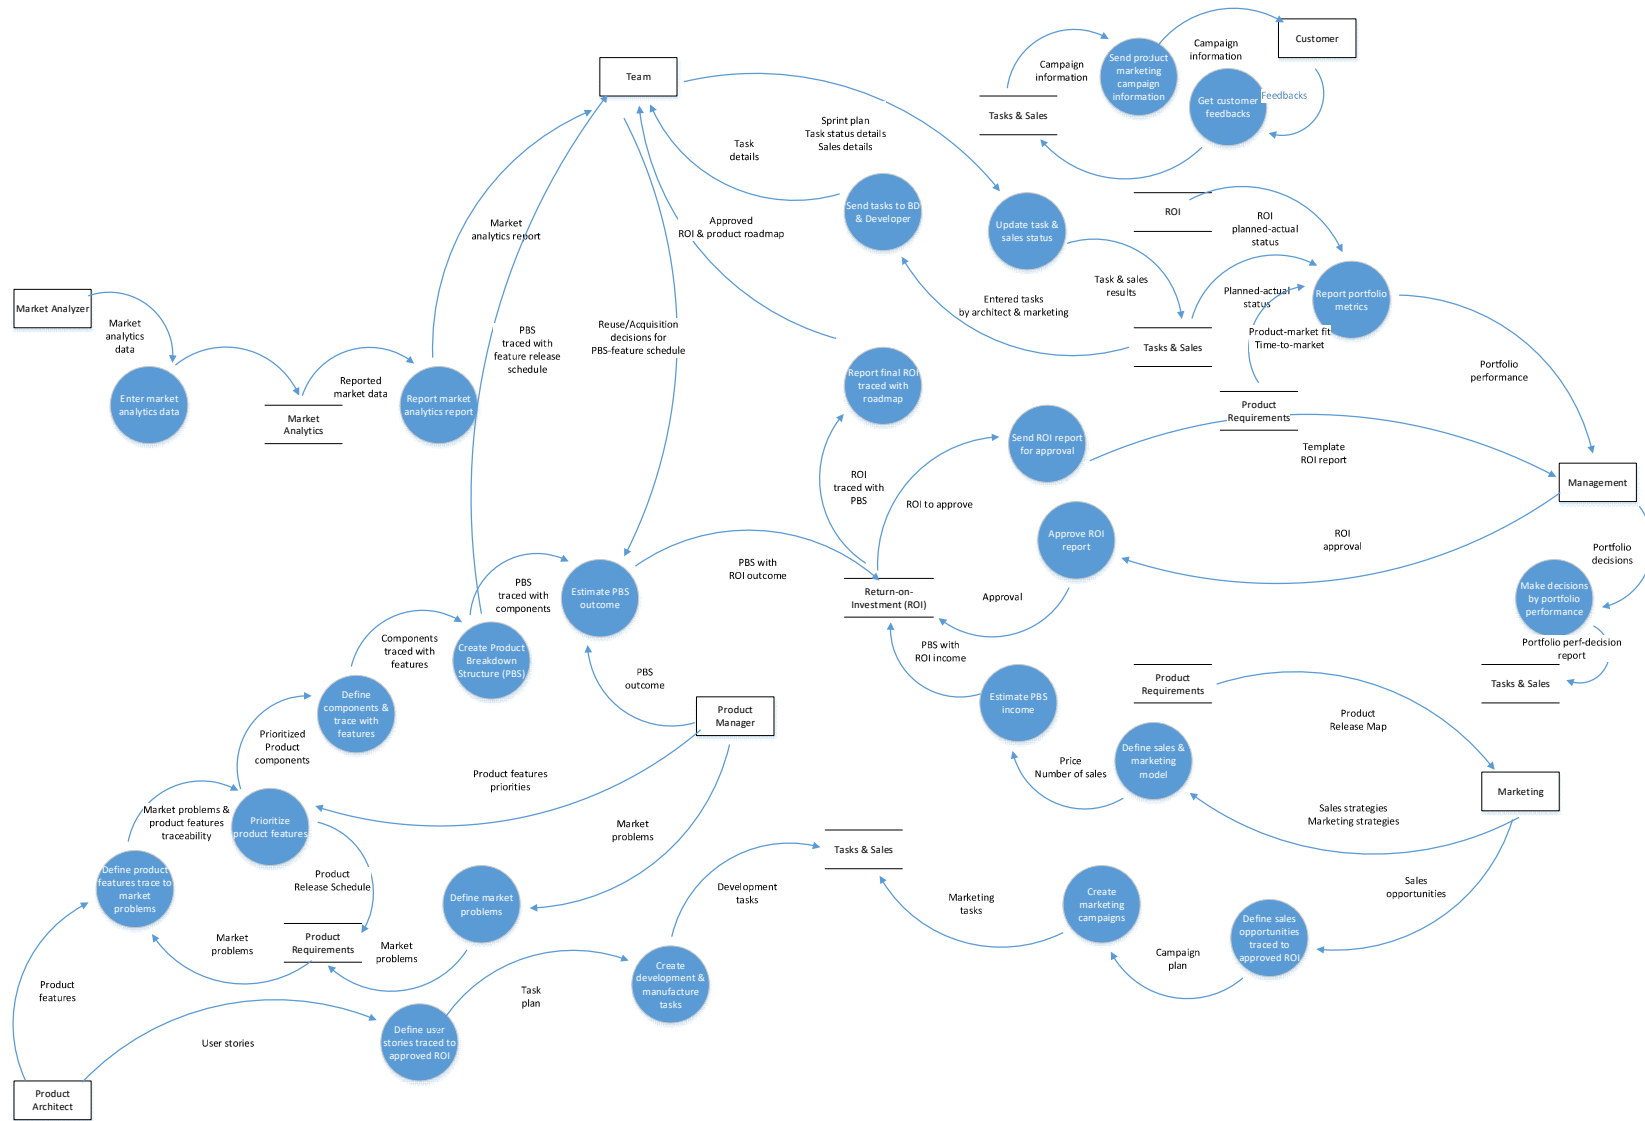 Customer
Campaign
information
Send product
marketing
campaign
information
Campaign
information
Feedbacks
Get customer
feedbacks
Tasks & Sales
Team
Sprint plan
Task status details
Sales details
Task
details
Send tasks to BD
& Developer
Update task &
sales status
ROI
ROI
planned-actual
status
Market
analytics report
Approved
ROI & product roadmap
Task & sales
results
Planned-actual
status
Report portfolio
metrics
Market Analyzer
Market
analytics
data
Entered tasks
by architect & marketing
Product-market fit
Time-to-market
Tasks & Sales
PBS
traced with
feature release
schedule
Reuse/Acquisition
decisions for
PBS-feature schedule
Portfolio
performance
Enter market
analytics data
Reported
market data
Market
Analytics
Report market
analytics report
Report final ROI
traced with
roadmap
Product
Requirements
Send ROI report
for approval
Template
ROI report
ROI
traced with
PBS
ROI to approve
Management
Approve ROI
report
ROI
approval
Portfolio
decisions
PBS with
ROI outcome
PBS
traced with
components
Estimate PBS
outcome
Return-on-
Investment (ROI)
Approval
Make decisions
by portfolio
performance
Components
traced with
features
Create Product
Breakdown
Structure (PBS)
PBS with
ROI income
Portfolio perf-decision
report
PBS
outcome
Product
Requirements
Tasks & Sales
Define
components &
trace with
features
Product
Manager
Estimate PBS
income
Product
Release Map
Prioritized
Product
components
Define sales &
marketing
model
Price
Number of sales
Product features
priorities
Marketing
Market problems &
product features
traceability
Prioritize
product features
Market
problems
Sales strategies
Marketing strategies
Tasks & Sales
Define product
features trace to
market
problems
Product
Release Schedule
Development
tasks
Sales
opportunities
Define market
problems
Marketing
tasks
Create
marketing
campaigns
Market
problems
Product
Requirements
Market
problems
Define sales
opportunities
traced to
approved ROI
Campaign
plan
Product
features
Task
plan
Create
development &
manufacture
tasks
User stories
Define user
stories traced to
approved ROI
Product
Architect